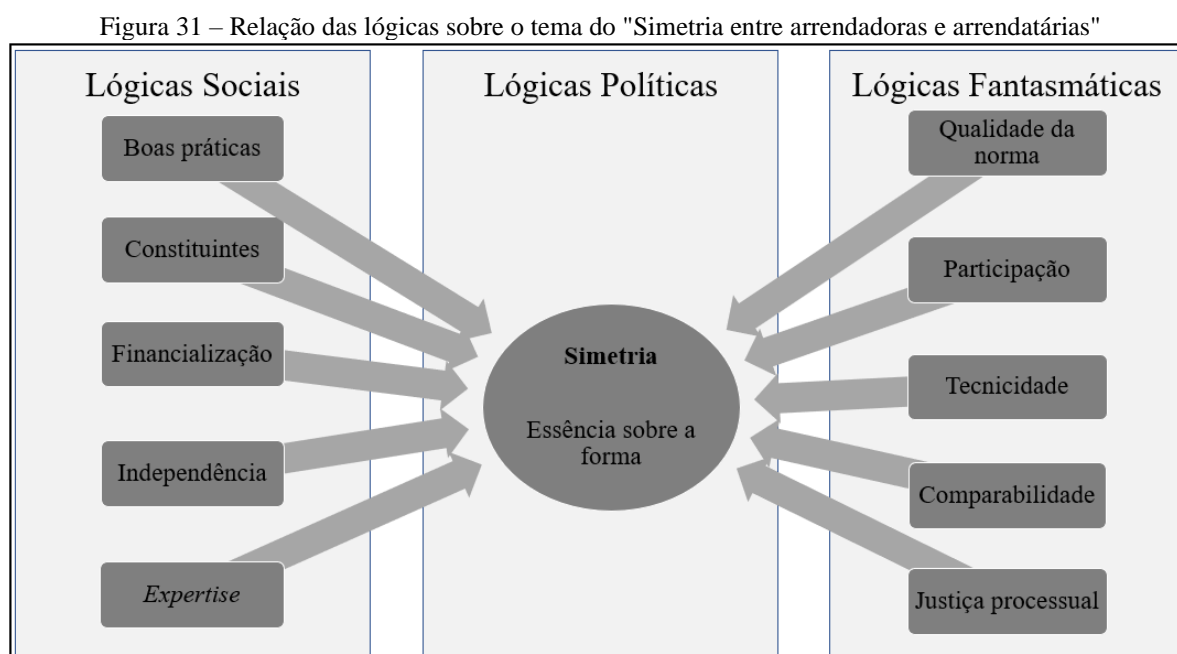 Figura 31 – Relação das lógicas sobre o tema do "Simetria entre arrendadoras e arrendatárias"
Lógicas Sociais
Boas práticas
Constituintes
Financialização
Independência
Expertise
Lógicas Políticas
Simetria
Essência sobre a
forma
Lógicas Fantasmáticas
Qualidade da
norma
Participação
Tecnicidade
Comparabilidade
Justiça processual